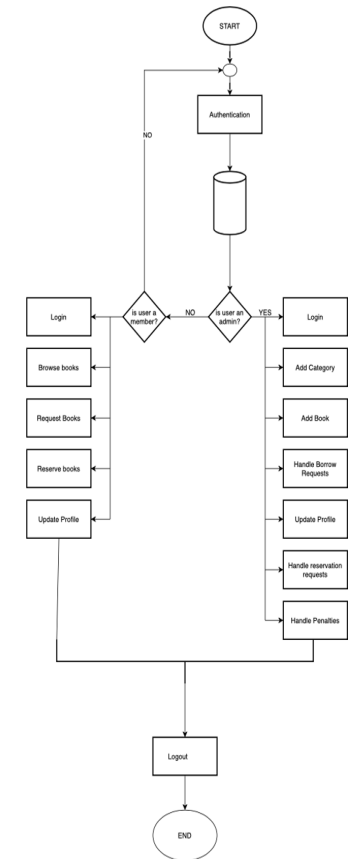 START
NO
Authentication
Login
is user a
member?
NO
is user an
admin?
YES
Login
Browse books
Add Category
Request Books
Add Book
Reserve books
Handle Borrow
Requests
Update Profile
Update Profile
Handle reservation
requests
Handle Penalties
Logout
END